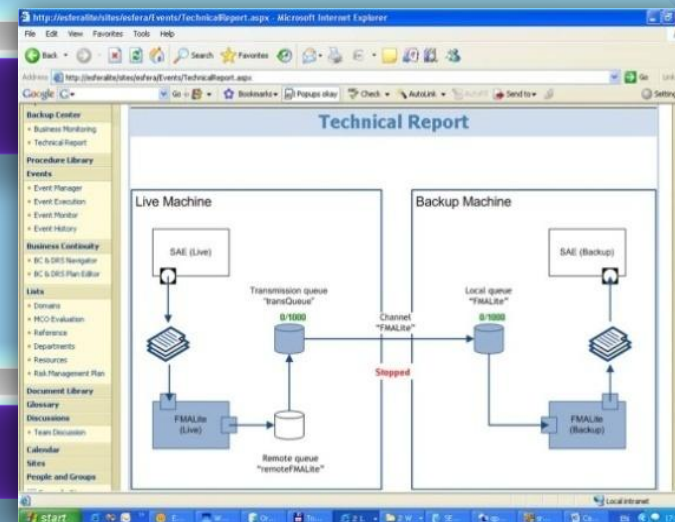 http://esferalite/sites/esfera/Events/TechnicalReport.aspx - Microsoft Internet Explorer
File Edit View Favorites Tools Help
Back Search Favorites
Address http://esferalite/sites/esfera/Events/TechnicalReport.aspx Go
Google G Go Bookmarks Popups okay Check AutoLink AutoFill Send to Setting
Backup Center
Business Monitoring
Technical Report
Procedure Library
Events
Event Manager
Event Execution
Event Monitor
Event History
Business Continuity
BC & DRS Navigator
BC & DRS Plan Editor
Lists
Domains
MCO Evaluation
Reference
Departments
Resources
Risk Management Plan
Document Library
Glossary
Discussions
Team Discussion
Calendar
Sites
People and Groups
Technical Report
Live Machine
SAE (Live)
Transmission queue
"transQueue"
0/1000
Channel
"FMALite"
Stopped
FMALite
(Live)
Remote queue
"remoteFMALite"
Backup Machine
Local queue
"FMALite"
0/1000
SAE (Backup)
FMALite
(Backup)
Local intranet
start
EN